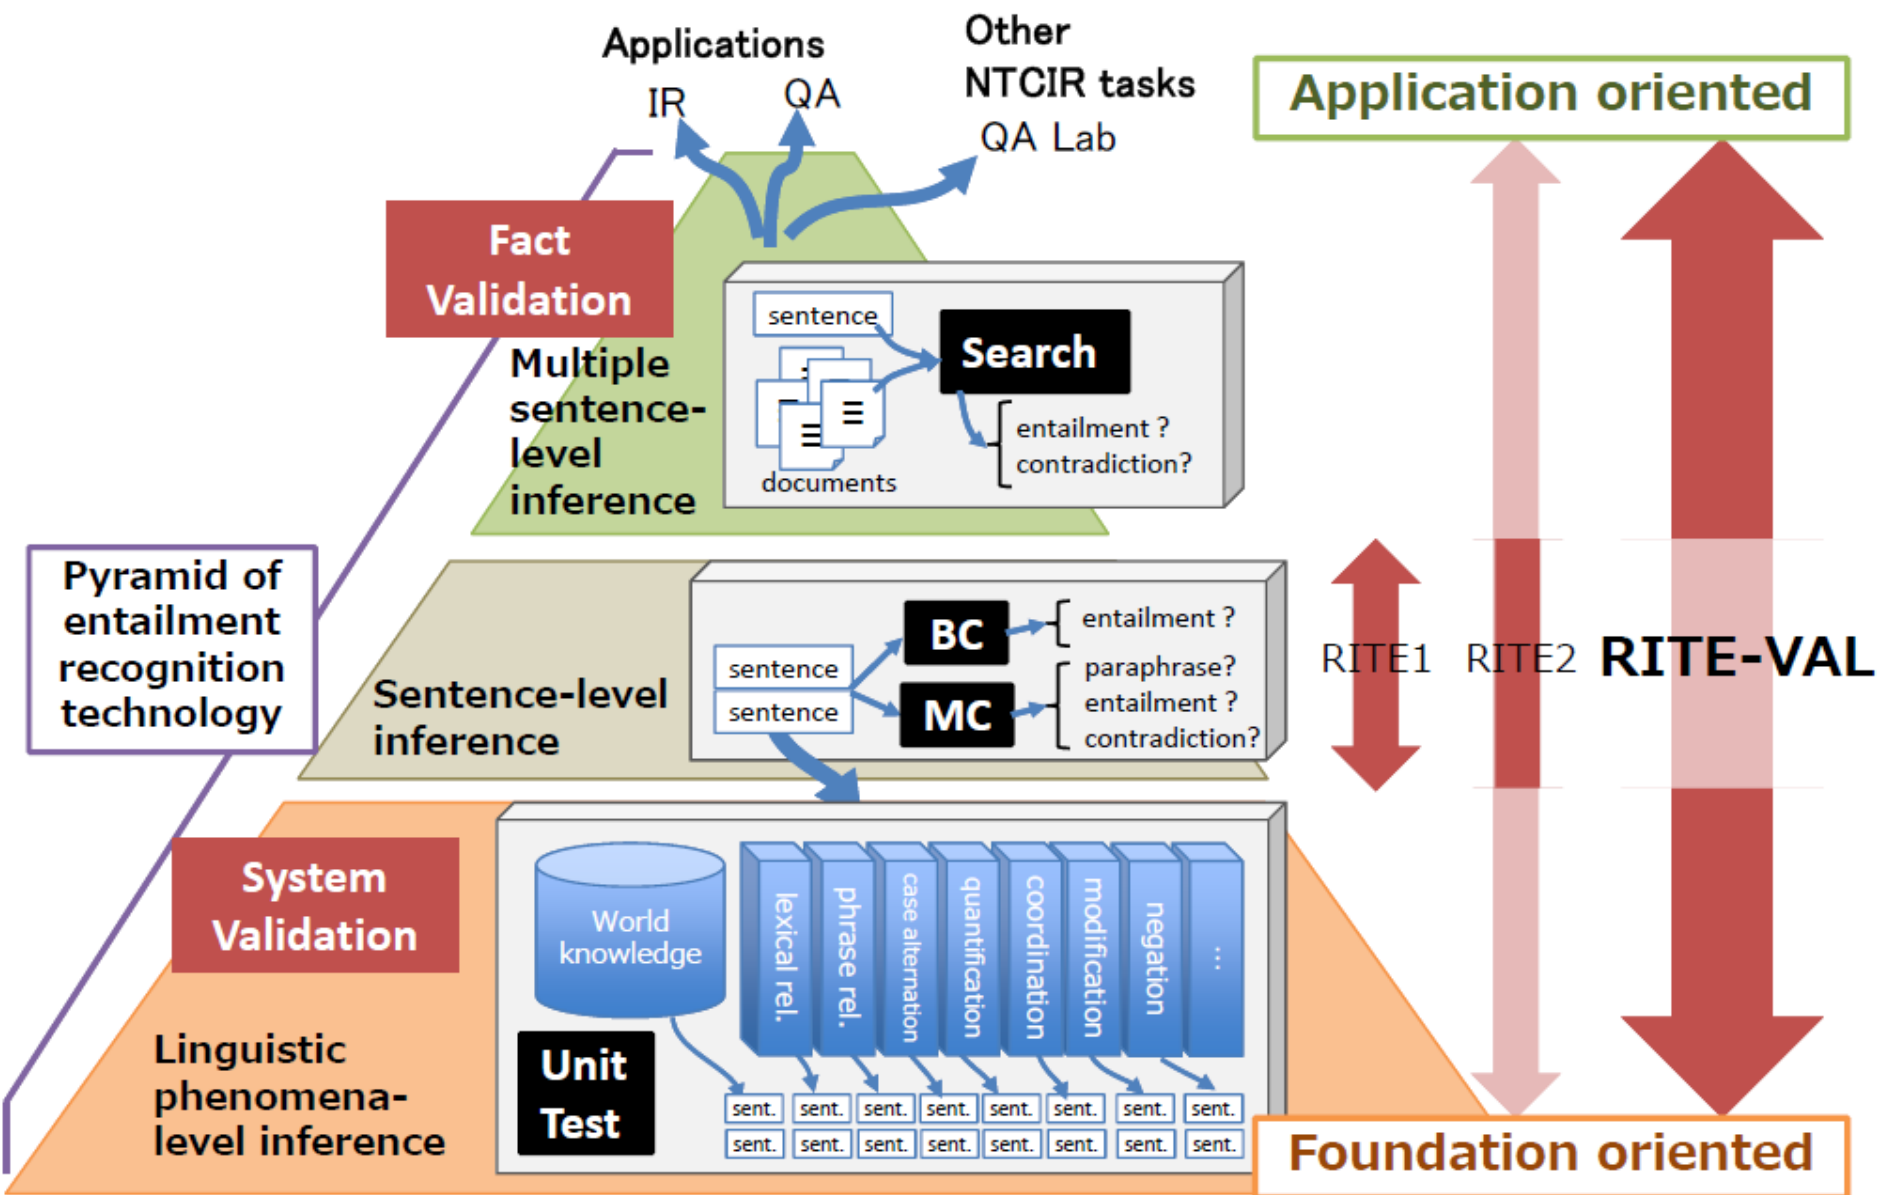 Applications
IR
QA
Other
NTCIR tasks
QA Lab
Application oriented
Fact
Validation
Multiple
sentence-
level
inference
sentence
documents
Search
entailment ?
contradiction?
Pyramid of
entailment
recognition
technology
Sentence-level
inference
sentence
sentence
BC
MC
entailment ?
paraphrase?
entailment ?
contradiction?
RITE1
RITE2
RITE-VAL
System
Validation
Linguistic
phenomena-
level inference
World
knowledge
lexical rel.
phrase rel.
case alternation
quantification
coordination
modification
negation
...
Unit
Test
sent. sent. sent. sent. sent. sent. sent. sent.
sent. sent. sent. sent. sent. sent. sent. sent.
Foundation oriented